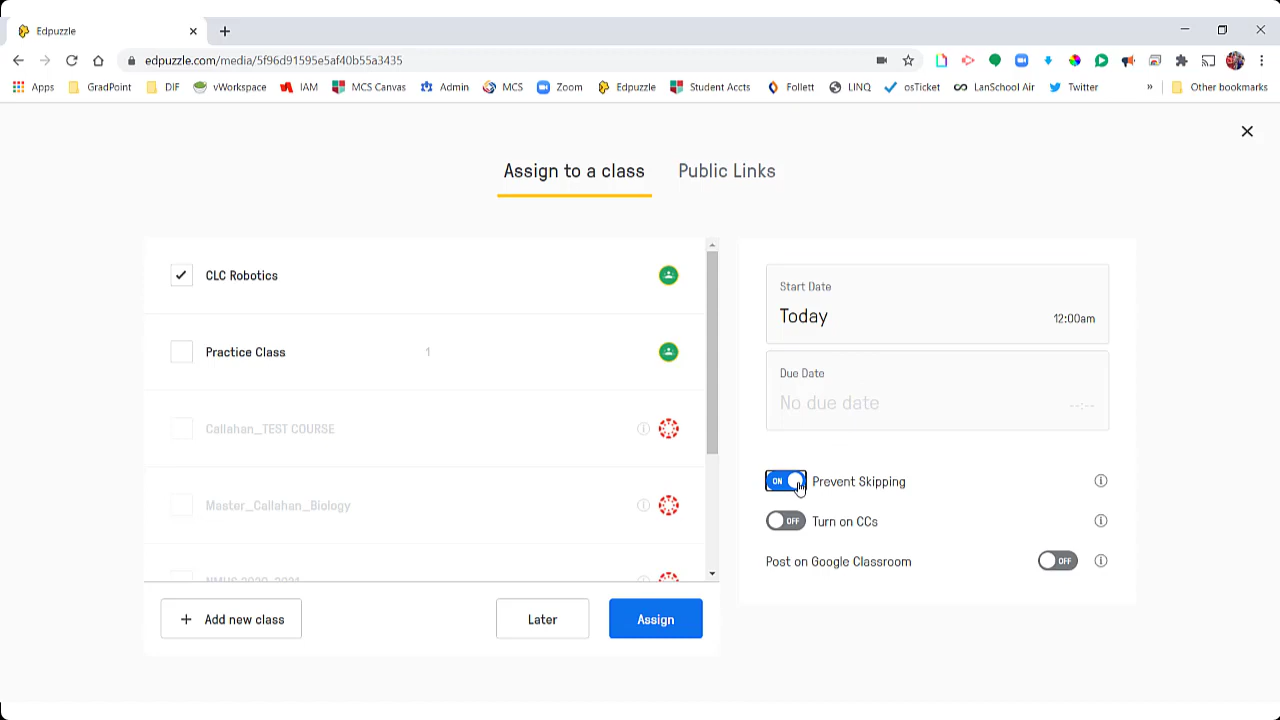 Edpuzzle
edpuzzle.com/media/5f96d91595e5af40b55a3435
Apps GradPoint DIF vWorkspace IAM MCS Canvas Admin MCS Zoom Edpuzzle Student Accts Follett LINQ osTicket LanSchool Air Twitter » Other bookmarks
Assign to a class Public Links
CLC Robotics
Practice Class 1
Callahan_TEST COURSE
Master_Callahan_Biology
NMHS 2020-2021
+ Add new class Later Assign
Start Date
Today 12:00am
Due Date
No due date --:--
ON Prevent Skipping
OFF Turn on CCs
Post on Google Classroom OFF